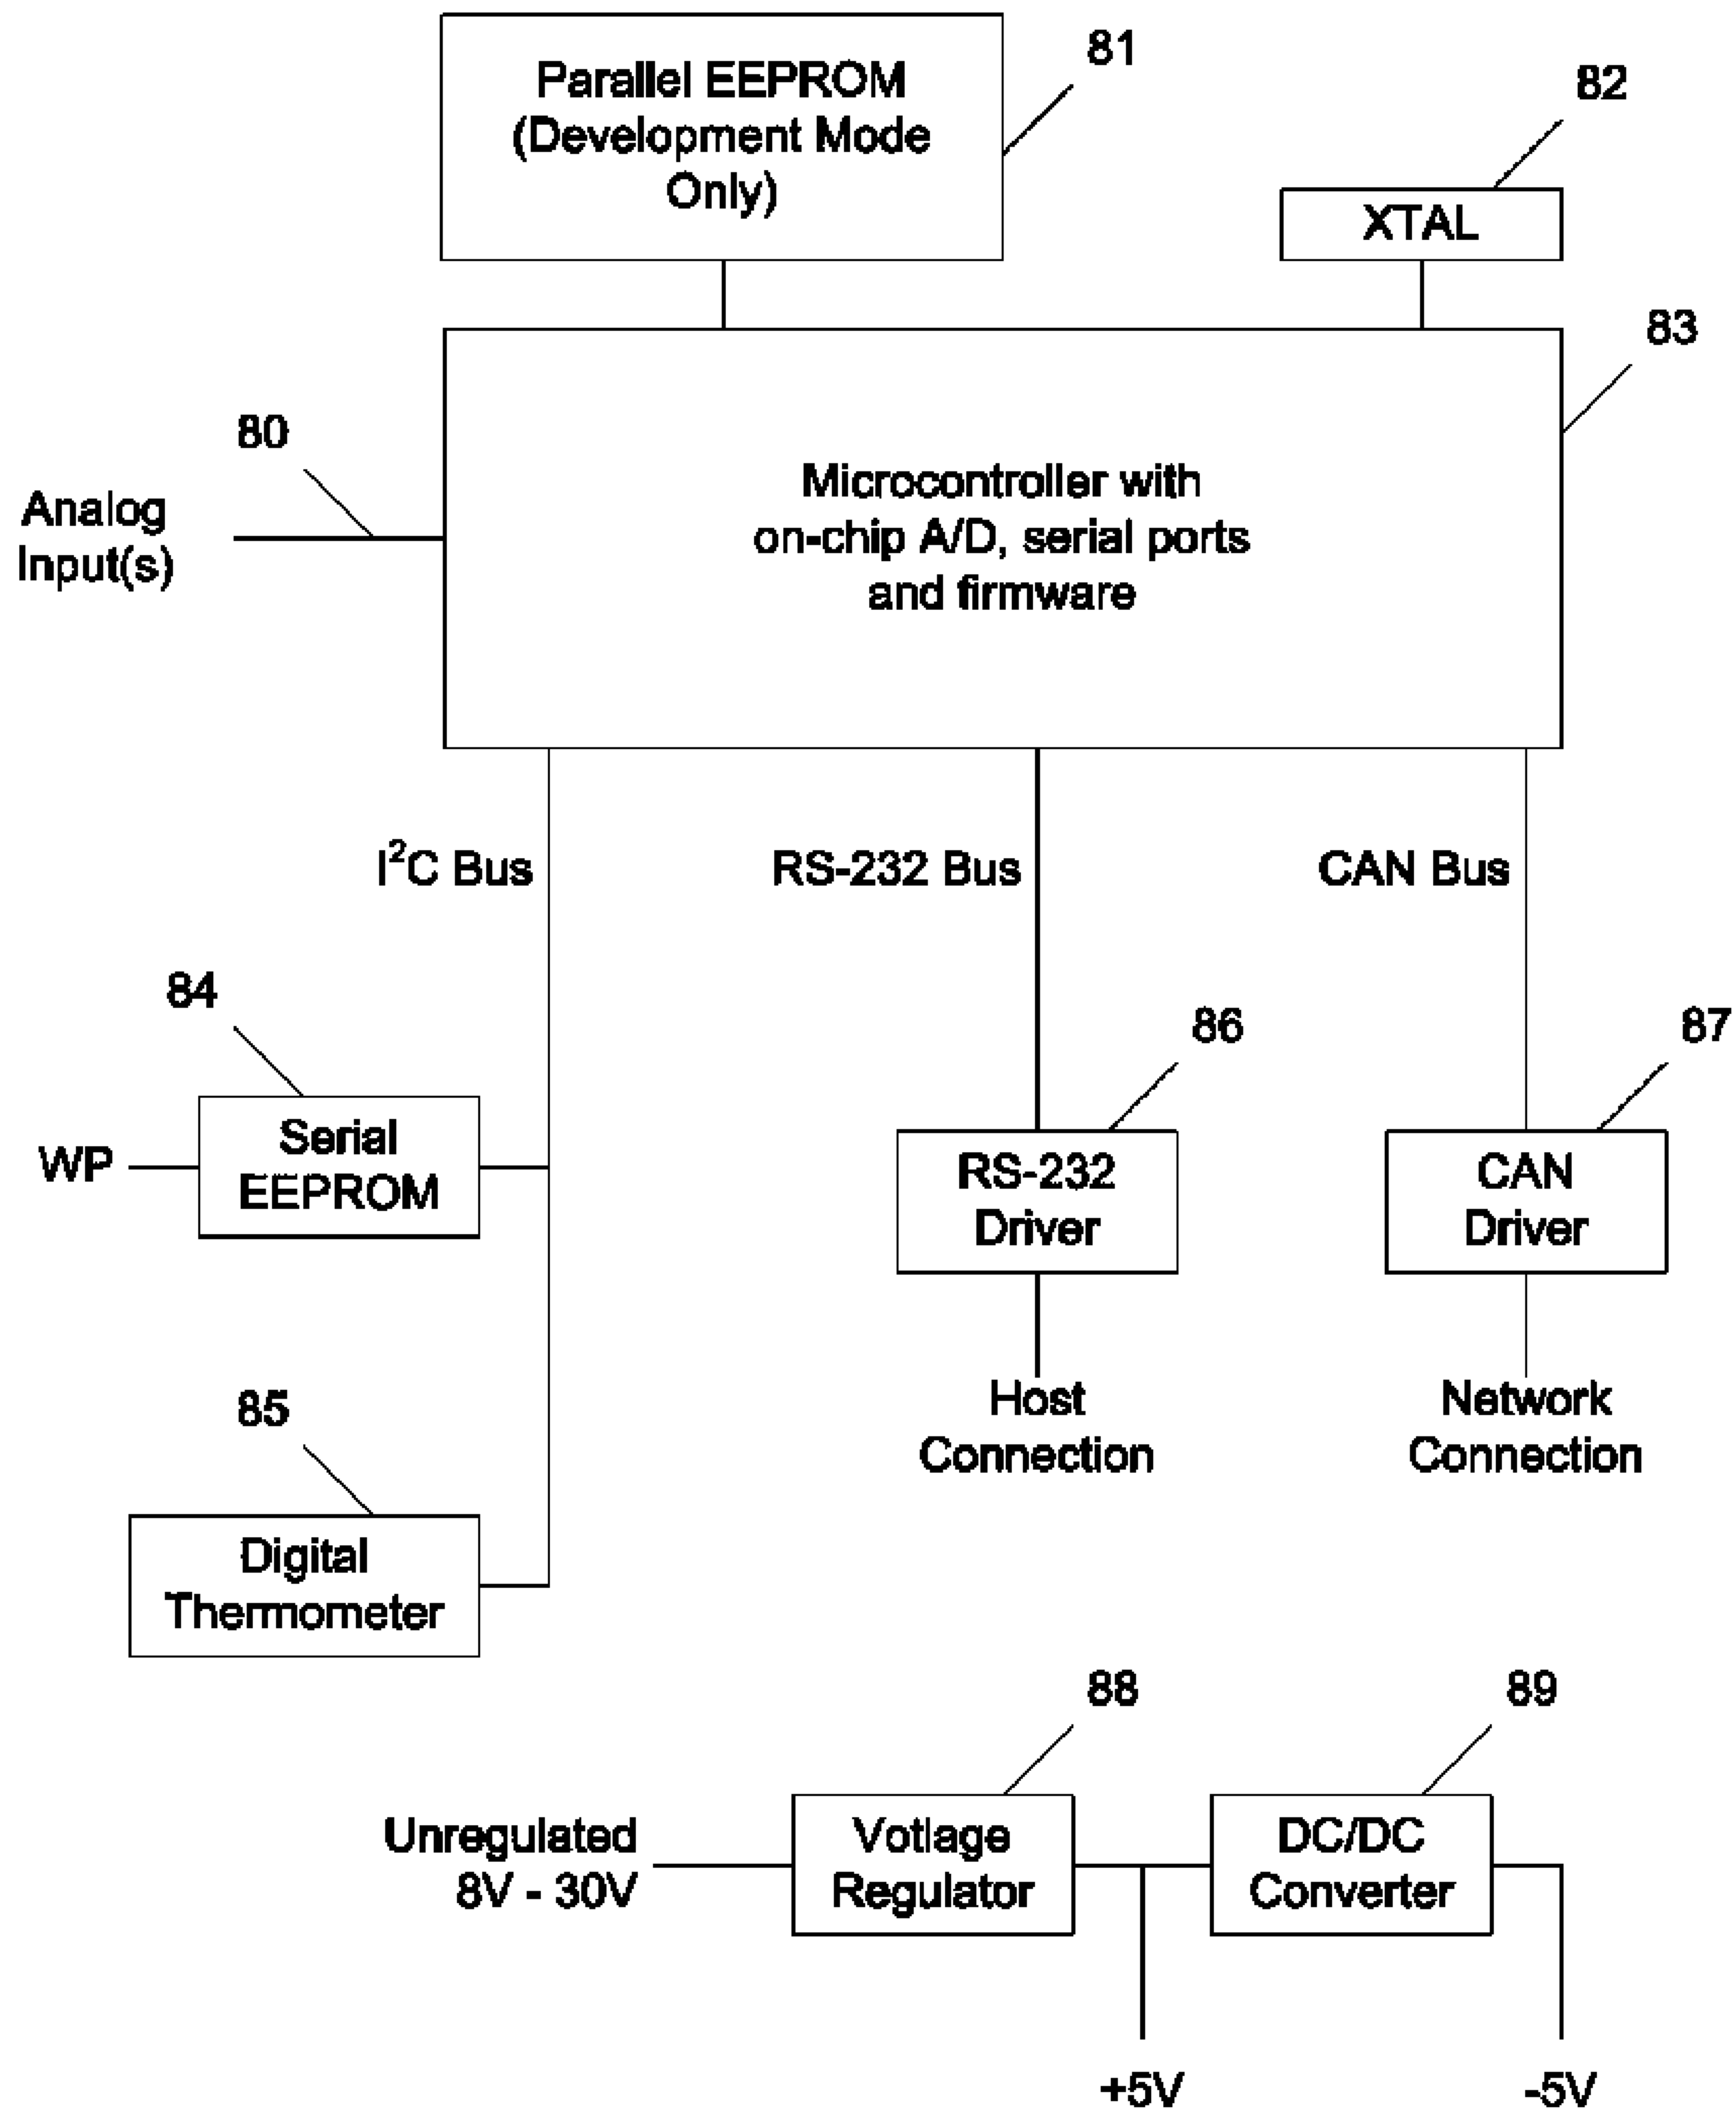 Parallel EEPROM
(Development Mode
Only)
81
82
XTAL
83
80
Analog
Input(s)
Microcontroller with
on-chip A/D, serial ports
and firmware
I²C Bus
RS-232 Bus
CAN Bus
84
WP
Serial
EEPROM
86
RS-232
Driver
87
CAN
Driver
Host
Connection
Network
Connection
85
Digital
Thermometer
88
89
Unregulated
8V - 30V
Votlage
Regulator
DC/DC
Converter
+5V
-5V